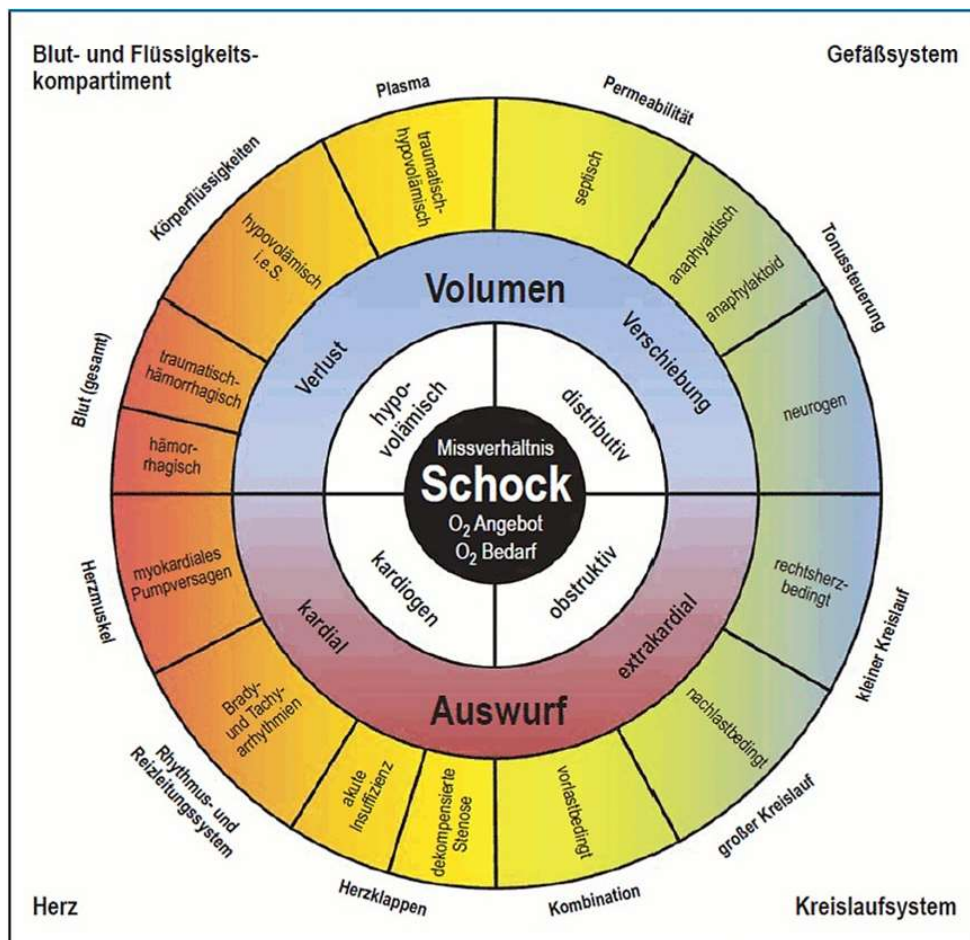 Blut- und Flüssigkeits-
kompartiment
Gefäßsystem
Plasma
Permeabilität
Körperflüssigkeiten
Tonussteuerung
Blut (gesamt)
traumatisch-
hypovolämisch
septisch
hypovolämisch
i.e.S.
anaphyaktisch
anaphylaktoid
traumatisch-
hämorrhagisch
hämor-
rhagisch
neurogen
Volumen
Verlust
Verschiebung
hypo-
volämisch
distributiv
Missverhältnis
Schock
O₂ Angebot
O₂ Bedarf
kardiogen
obstruktiv
kardial
extrakardial
Auswurf
myokardiales
Pumpversagen
rechtsherz-
bedingt
Brady-
und Tachy-
arrhythmien
akute
Insuffizienz
dekompensierte
Stenose
vorlastbedingt
nachlastbedingt
Herzmuskel
kleiner Kreislauf
Rhythmus- und
Reizleitungssystem
großer Kreislauf
Herzklappen
Kombination
Herz
Kreislaufsystem